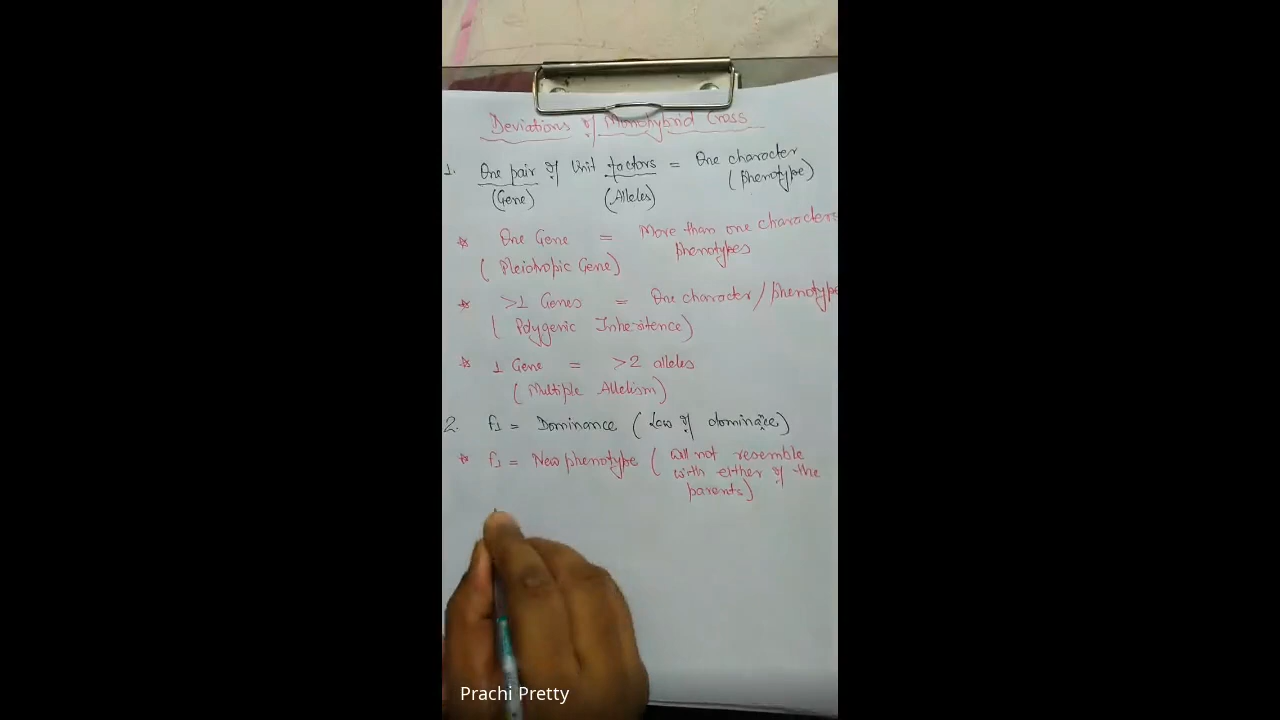 Deviations of Monohybrid Cross
1. One pair of Unit factors = One character
(Gene) (Alleles) (phenotype)
* One Gene = More than one characters
(Pleiotropic Gene) phenotypes
* >1 Genes = One character/phenotype
(Polygenic Inheritence)
* 1 Gene = >2 alleles
(Multiple Allelism)
2. f1 = Dominance (Law of dominace)
* f1 = New phenotype (will not resemble
with either of the
parents)
Prachi Pretty